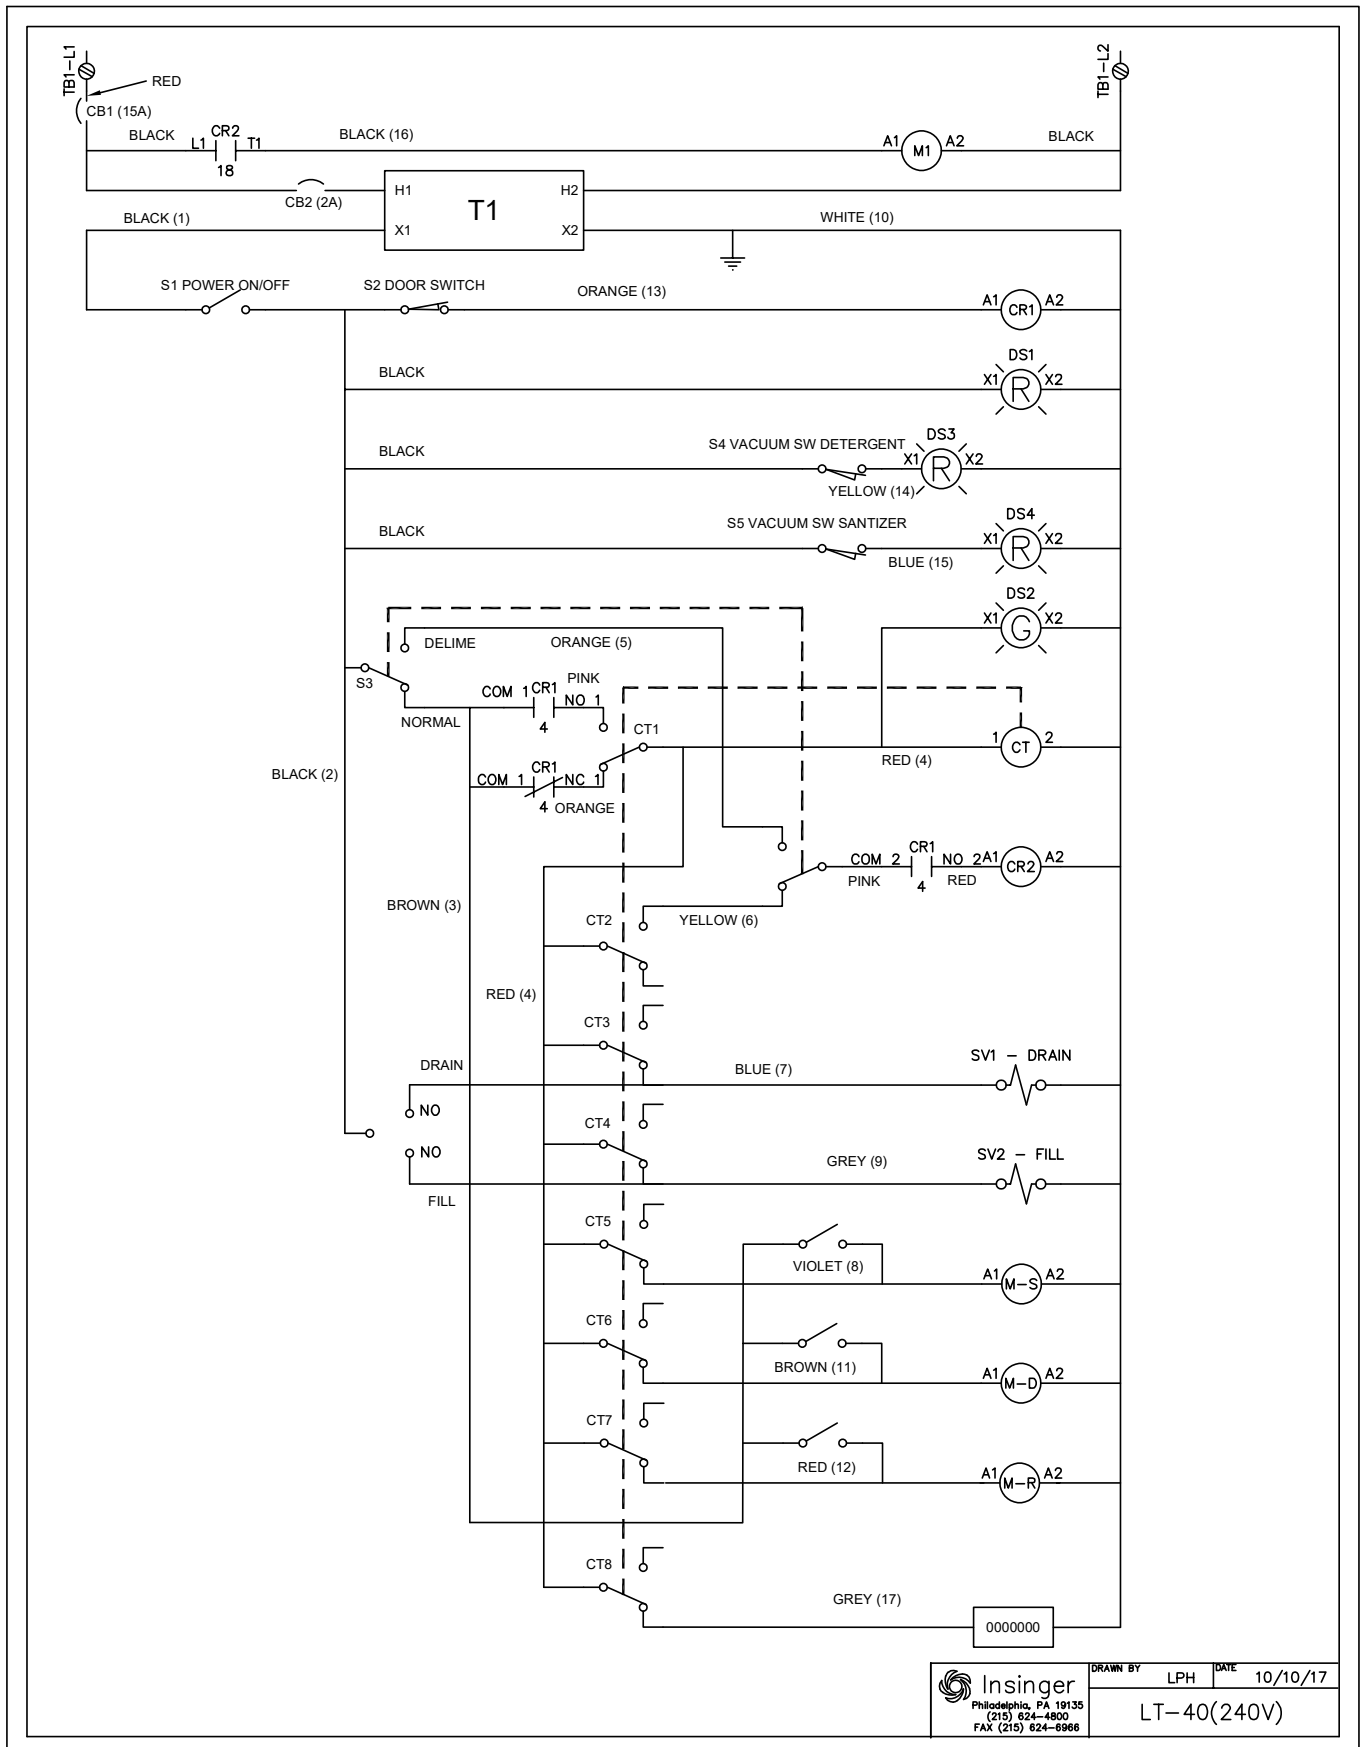 TB1-L1
TB1-L2
RED
CB1 (15A)
BLACK
L1
CR2
T1
18
BLACK (16)
A1
M1
A2
BLACK
CB2 (2A)
H1
H2
T1
X1
X2
BLACK (1)
WHITE (10)
S1 POWER ON/OFF
S2 DOOR SWITCH
ORANGE (13)
A1
CR1
A2
DS1
BLACK
X1
R
X2
BLACK
S4 VACUUM SW DETERGENT
DS3
X1
R
X2
YELLOW (14)
BLACK
S5 VACUUM SW SANTIZER
DS4
X1
R
X2
BLUE (15)
DS2
X1
G
X2
DELIME
ORANGE (5)
S3
NORMAL
COM 1
CR1
NO 1
PINK
4
CT1
1
CT
2
RED (4)
BLACK (2)
COM 1
CR1
NC 1
4
ORANGE
COM 2
CR1
NO 2
A1
CR2
A2
PINK
4
RED
BROWN (3)
CT2
YELLOW (6)
RED (4)
CT3
DRAIN
BLUE (7)
SV1 - DRAIN
NO
CT4
NO
GREY (9)
SV2 - FILL
FILL
CT5
VIOLET (8)
A1
M-S
A2
CT6
BROWN (11)
A1
M-D
A2
CT7
RED (12)
A1
M-R
A2
CT8
GREY (17)
0000000
Insinger
Philadelphia, PA 19135
(215) 624-4800
FAX (215) 624-6966
DRAWN BY
LPH
DATE
10/10/17
LT-40(240V)